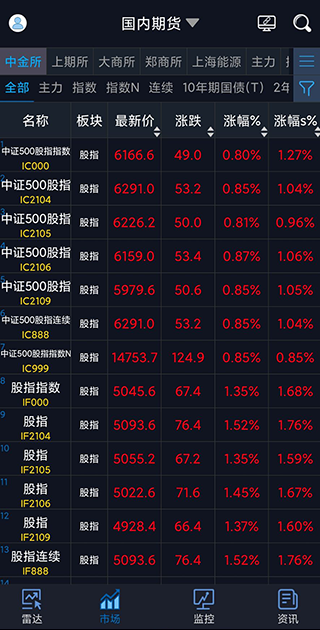 国内期货
中金所 上期所 大商所 郑商所 上海能源 主力
全部 主力 指数 指数N 连续 10年期国债(T) 2年
名称 板块 最新价 涨跌 涨幅% 涨幅s%
1 中证500股指指数 IC000 股指 6166.6 49.0 0.80% 1.27%
2 中证500股指 IC2104 股指 6291.0 53.2 0.85% 1.04%
3 中证500股指 IC2105 股指 6226.2 50.0 0.81% 0.96%
4 中证500股指 IC2106 股指 6159.0 53.4 0.87% 1.06%
5 中证500股指 IC2109 股指 5979.6 50.6 0.85% 1.05%
6 中证500股指连续 IC888 股指 6291.0 53.2 0.85% 1.04%
7 中证500股指指数N IC999 股指 14753.7 124.9 0.85% 0.85%
8 股指指数 IF000 股指 5045.6 67.4 1.35% 1.68%
9 股指 IF2104 股指 5093.6 76.4 1.52% 1.76%
10 股指 IF2105 股指 5055.2 67.2 1.35% 1.59%
11 股指 IF2106 股指 5022.6 71.6 1.45% 1.67%
12 股指 IF2109 股指 4928.4 66.4 1.37% 1.60%
13 股指连续 IF888 股指 5093.6 76.4 1.52% 1.76%
14
雷达 市场 监控 资讯